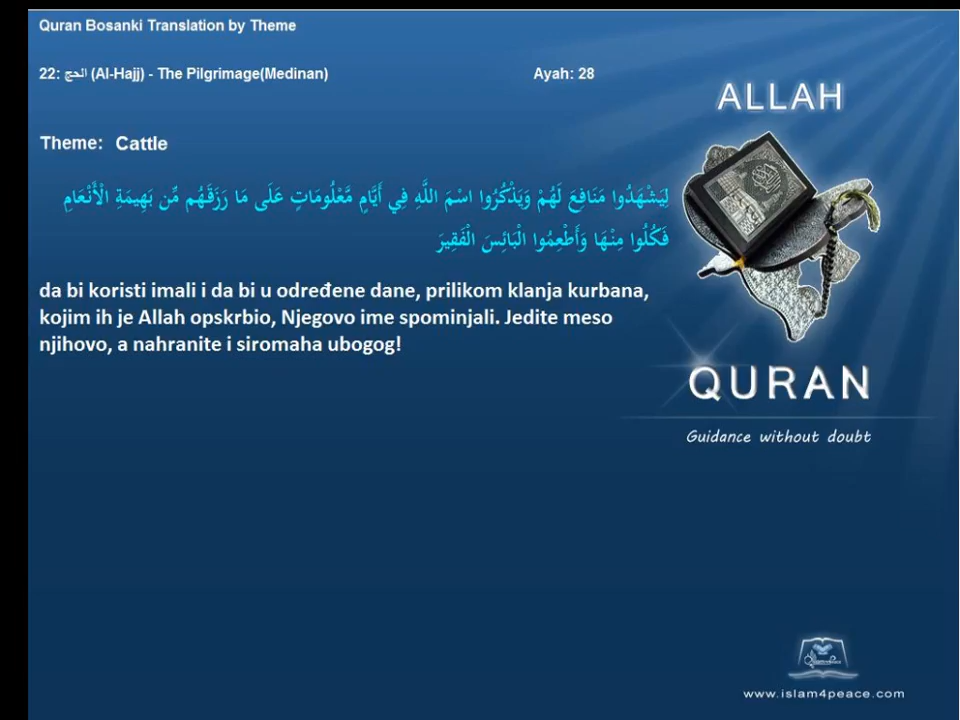 Quran Bosanki Translation by Theme
22: الحج (Al-Hajj) - The Pilgrimage(Medinan) Ayah: 28
ALLAH
Theme: Cattle
لِيَشْهَدُوا مَنَافِعَ لَهُمْ وَيَذْكُرُوا اسْمَ اللَّهِ فِي أَيَّامٍ مَّعْلُومَاتٍ عَلَى مَا رَزَقَهُم مِّن بَهِيمَةِ الْأَنْعَامِ
فَكُلُوا مِنْهَا وَأَطْعِمُوا الْبَائِسَ الْفَقِيرَ
da bi koristi imali i da bi u određene dane, prilikom klanja kurbana,
kojim ih je Allah opskrbio, Njegovo ime spominjali. Jedite meso
njihovo, a nahranite i siromaha ubogog!
QURAN
Guidance without doubt
www.islam4peace.com